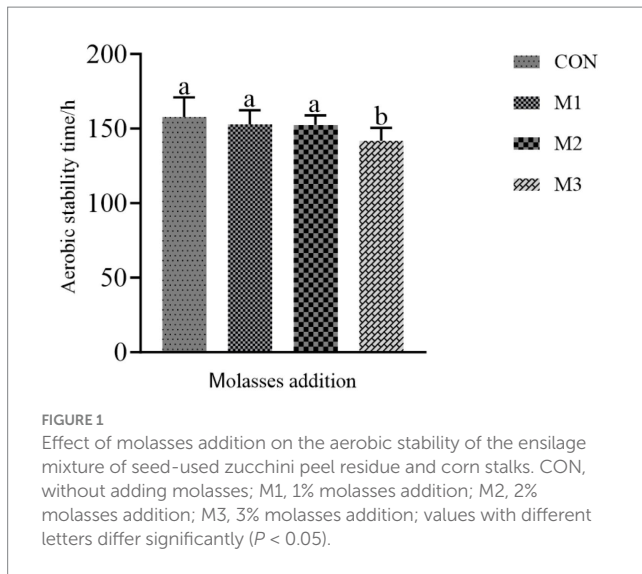 200
150
100
50
0
Aerobic stability time/h
a
a
a
b
Molasses addition
CON
M1
M2
M3
FIGURE 1
Effect of molasses addition on the aerobic stability of the ensilage
mixture of seed-used zucchini peel residue and corn stalks. CON,
without adding molasses; M1, 1% molasses addition; M2, 2%
molasses addition; M3, 3% molasses addition; values with different
letters differ significantly (P < 0.05).